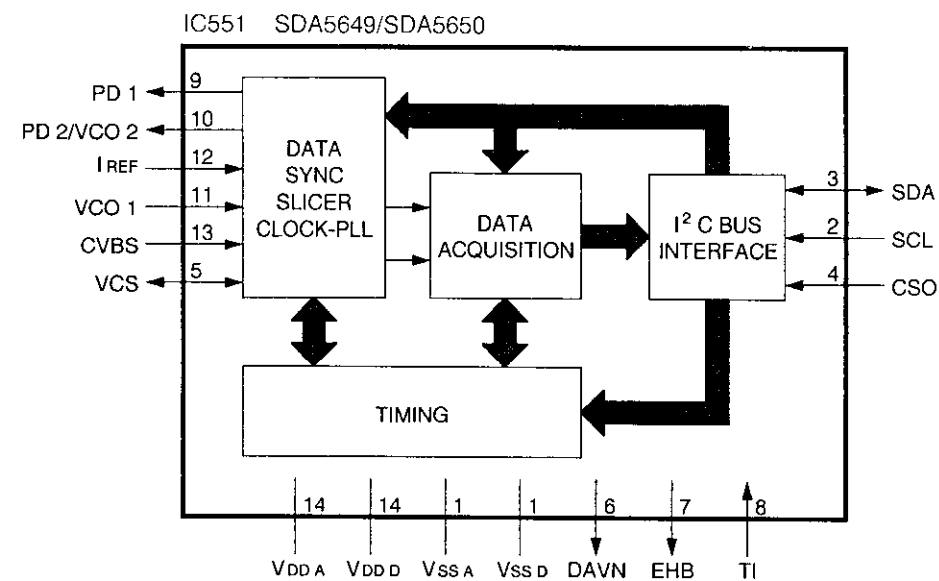 IC551 SDA5649/SDA5650
PD 1
9
PD 2/VCO 2
10
I REF
12
VCO 1
11
CVBS
13
VCS
5
DATA
SYNC
SLICER
CLOCK-PLL
DATA
ACQUISITION
I² C BUS
INTERFACE
3
SDA
2
SCL
4
CSO
TIMING
14
14
1
1
6
7
8
VDD A
VDD D
VSS A
VSS D
DAVN
EHB
TI